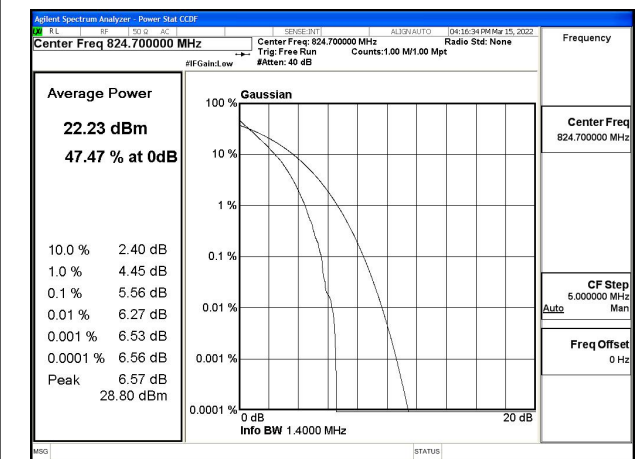 Agilent Spectrum Analyzer - Power Stat CCDF
LXI RL RF 50 Ω AC SENSE:INT ALIGN AUTO 04:16:34 PM Mar 15, 2022
Center Freq 824.700000 MHz
Center Freq: 824.700000 MHz Radio Std: None
Trig: Free Run Counts:1.00 M/1.00 Mpt
#IFGain:Low #Atten: 40 dB
Frequency
Average Power
22.23 dBm
47.47 % at 0dB
10.0 % 2.40 dB
1.0 % 4.45 dB
0.1 % 5.56 dB
0.01 % 6.27 dB
0.001 % 6.53 dB
0.0001 % 6.56 dB
Peak 6.57 dB
28.80 dBm
Gaussian
100 %
10 %
1 %
0.1 %
0.01 %
0.001 %
0.0001 %
0 dB 20 dB
Info BW 1.4000 MHz
Center Freq
824.700000 MHz
CF Step
5.000000 MHz
Auto Man
Freq Offset
0 Hz
MSG STATUS